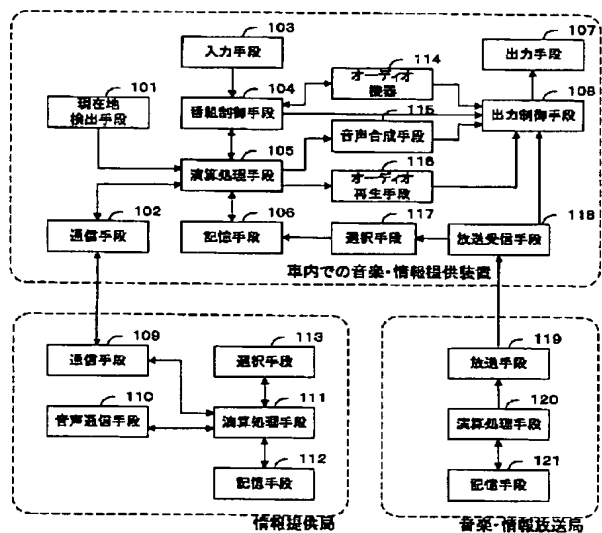 103
入力手段
107
出力手段
101
現在地
検出手段
104
番組制御手段
114
オーディオ
機器
108
出力制御手段
115
音声合成手段
105
演算処理手段
116
オーディオ
再生手段
102
通信手段
106
記憶手段
117
選択手段
118
放送受信手段
車内での音楽・情報提供装置
109
通信手段
113
選択手段
119
放送手段
110
音声通信手段
111
演算処理手段
120
演算処理手段
112
記憶手段
121
記憶手段
情報提供局
音楽・情報放送局